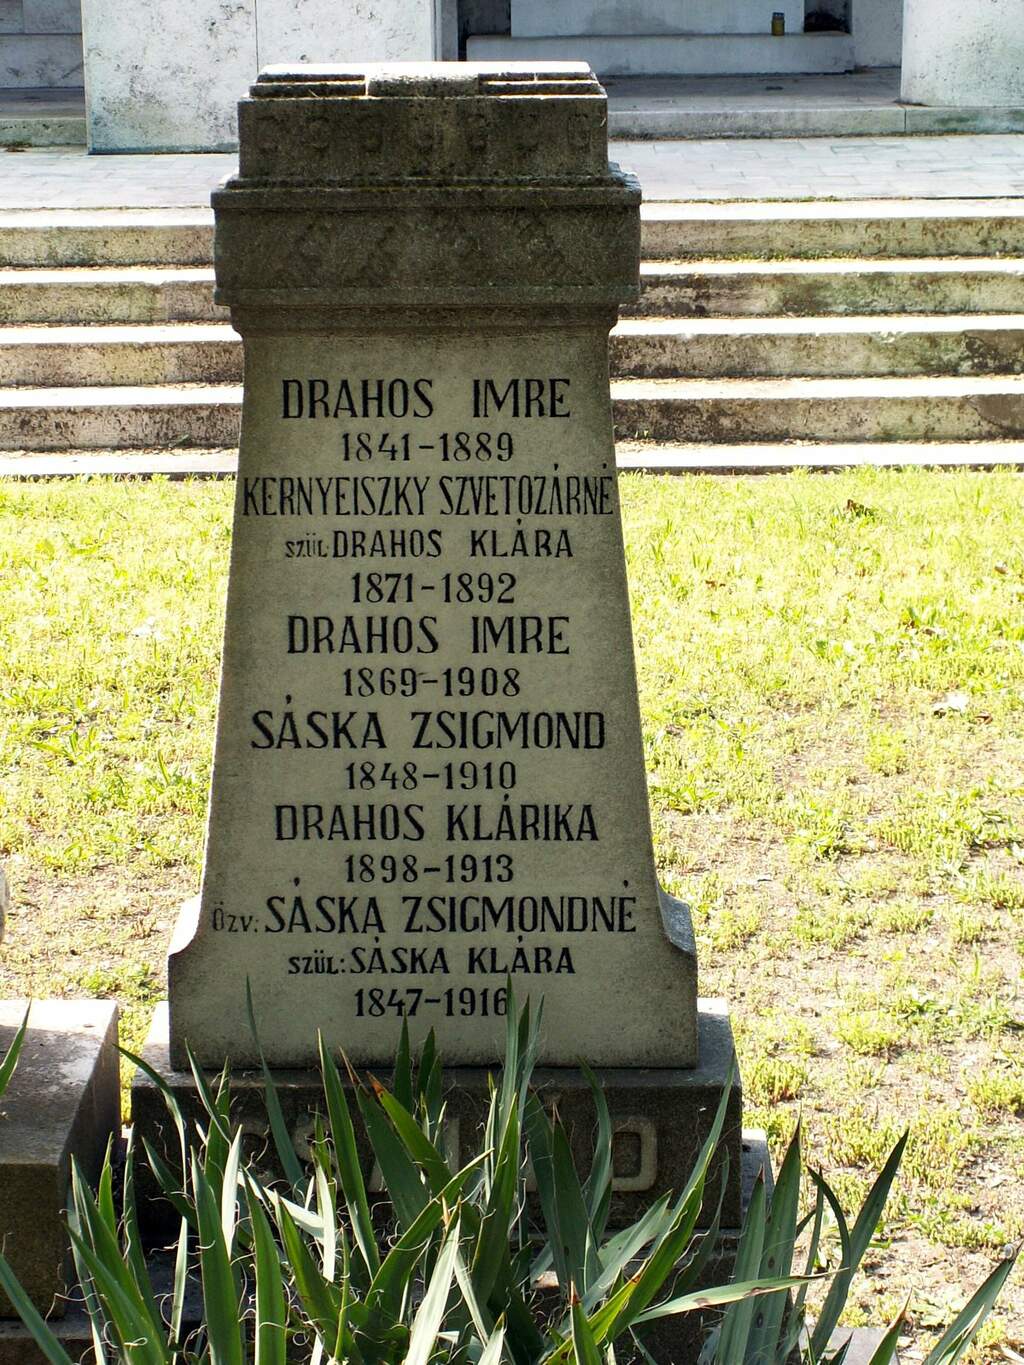 DRAHOS IMRE
1841-1889
KERNYEISZKY SZVETOZÁRNÉ
SZÜL. DRAHOS KLÁRA
1871-1892
DRAHOS IMRE
1869-1908
SÁSKA ZSIGMOND
1848-1910
DRAHOS KLÁRIKA
1898-1913
ÖZV: SÁSKA ZSIGMONDNÉ
SZÜL: SÁSKA KLÁRA
1847-1916